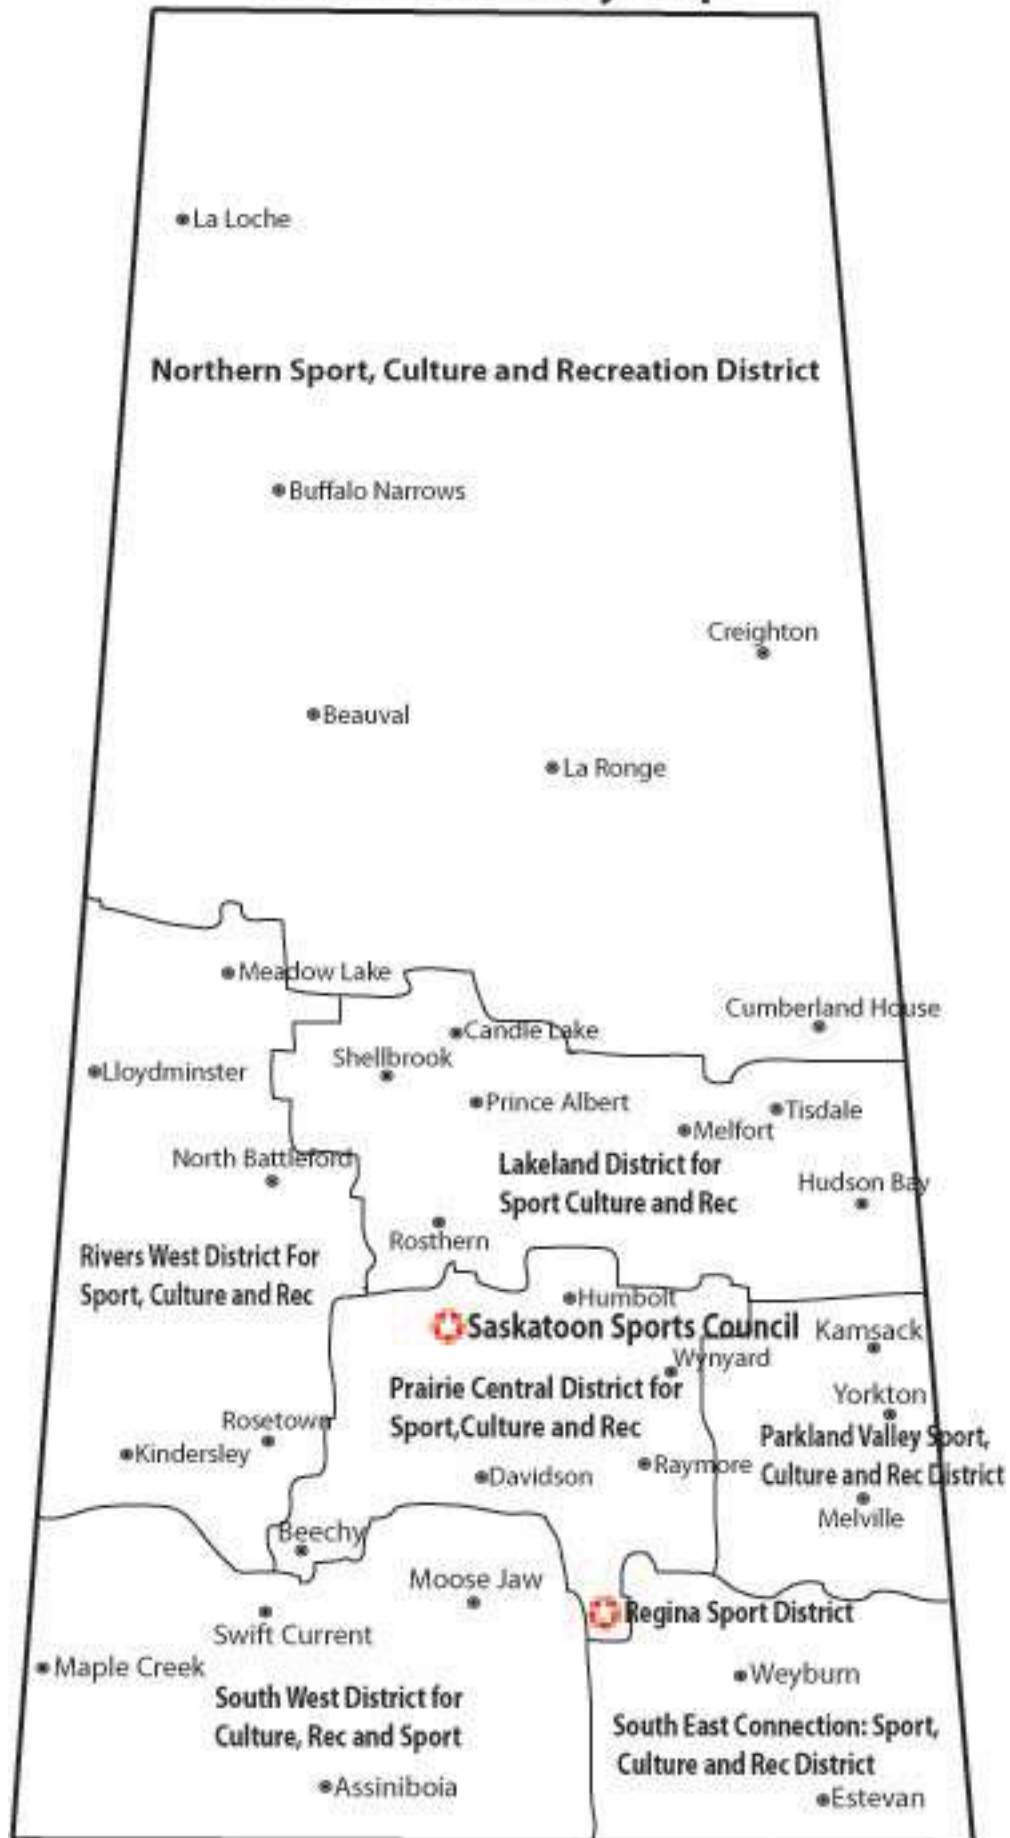 La Loche
Northern Sport, Culture and Recreation District
Buffalo Narrows
Creighton
Beauval
La Ronge
Meadow Lake
Cumberland House
Candle Lake
Shellbrook
Lloydminster
Prince Albert
Tisdale
Melfort
North Battleford
Lakeland District for
Sport Culture and Rec
Hudson Bay
Rosthern
Rivers West District For
Sport, Culture and Rec
Humbolt
Saskatoon Sports Council
Kamsack
Wynyard
Prairie Central District for
Sport,Culture and Rec
Yorkton
Rosetown
Kindersley
Parkland Valley Sport,
Culture and Rec District
Raymore
Davidson
Melville
Beechy
Moose Jaw
Regina Sport District
Swift Current
Maple Creek
Weyburn
South West District for
Culture, Rec and Sport
South East Connection: Sport,
Culture and Rec District
Assiniboia
Estevan